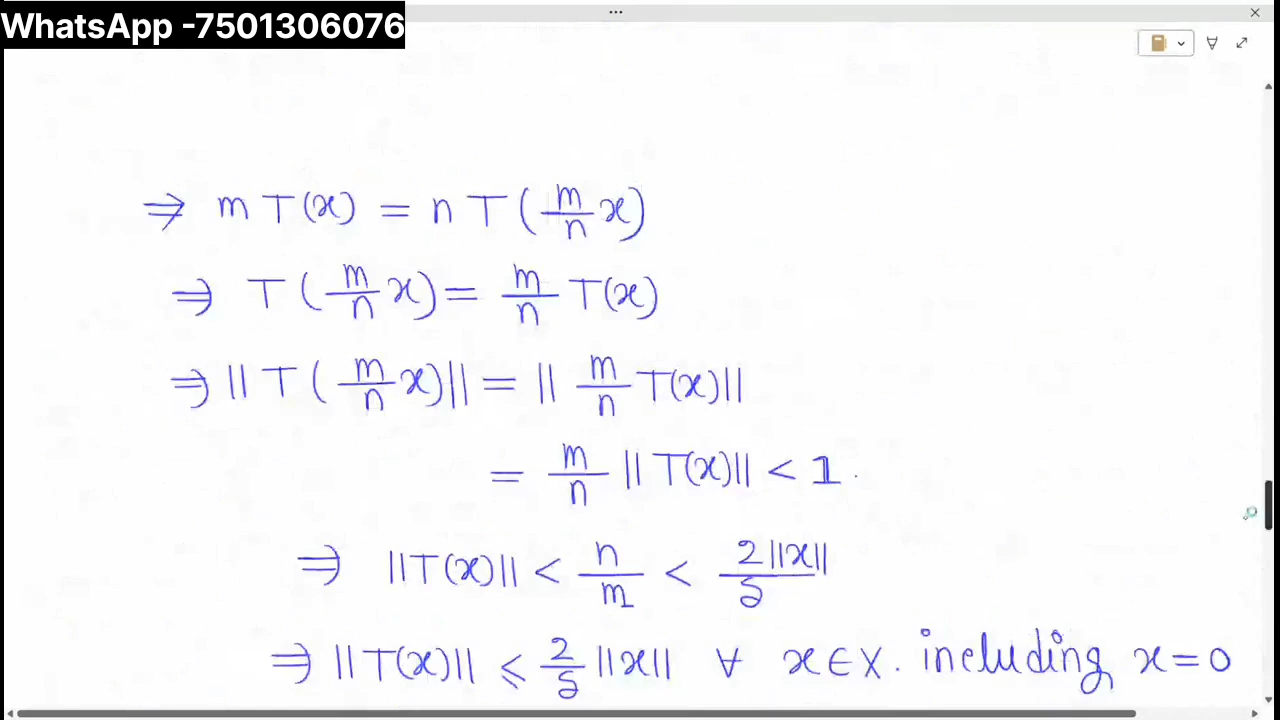 WhatsApp -7501306076
⇒ m T(x) = n T(m/n x)
⇒ T(m/n x) = m/n T(x)
⇒ ||T(m/n x)|| = ||m/n T(x)||
= m/n ||T(x)|| < 1.
⇒ ||T(x)|| < n/m < 2||x||/δ
⇒ ||T(x)|| ≤ 2/δ ||x|| ∀ x∈X. including x=0